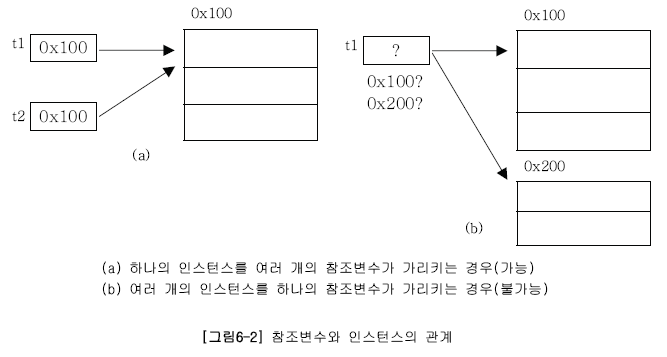 0x100
t1 0x100
t2 0x100
(a)
0x100
t1 ?
0x100?
0x200?
0x200
(b)
(a) 하나의 인스턴스를 여러 개의 참조변수가 가리키는 경우(가능)
(b) 여러 개의 인스턴스를 하나의 참조변수가 가리키는 경우(불가능)
[그림6-2] 참조변수와 인스턴스의 관계